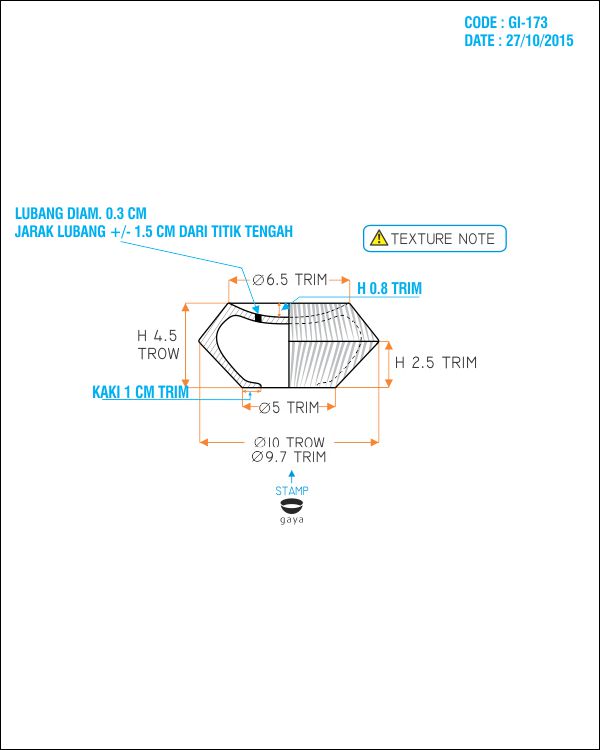 CODE : GI-173
DATE : 27/10/2015
LUBANG DIAM. 0.3 CM
JARAK LUBANG +/- 1.5 CM DARI TITIK TENGAH
TEXTURE NOTE
Ø6.5 TRIM
H 0.8 TRIM
H 4.5
TROW
H 2.5 TRIM
KAKI 1 CM TRIM
Ø5 TRIM
Ø10 TROW
Ø9.7 TRIM
STAMP
gaya